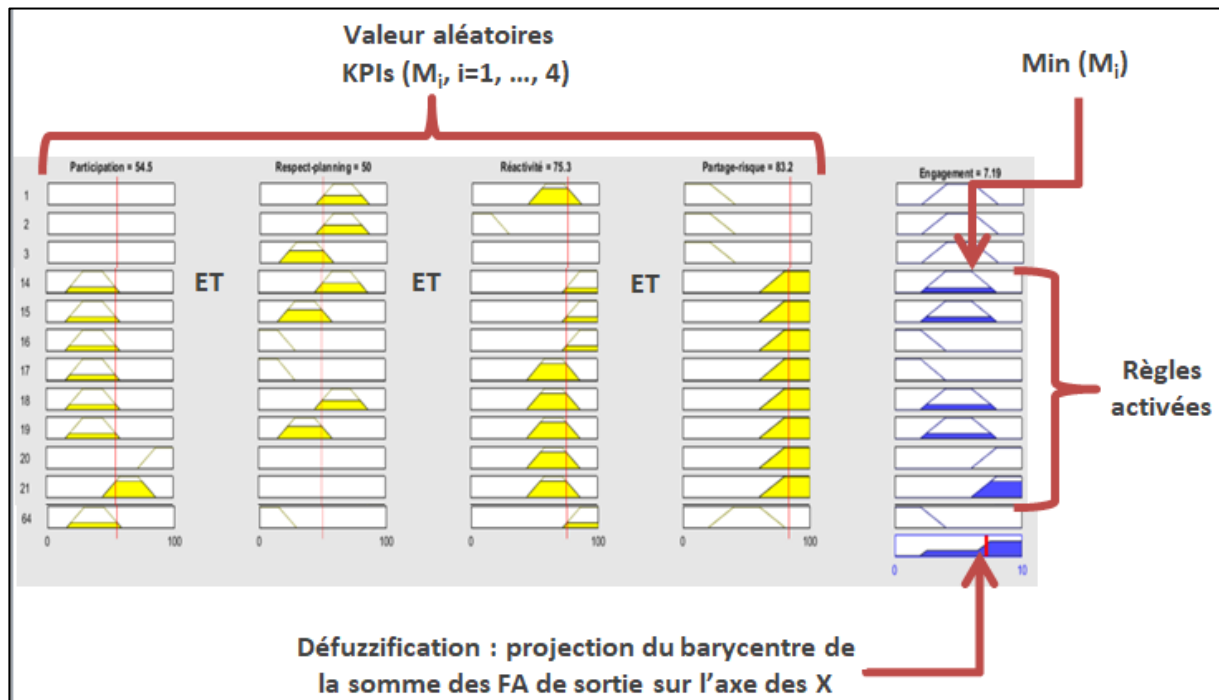 Valeur aléatoires
KPIs (Mi, i=1, ..., 4)
Min (Mi)
Participation = 54.5
Respect-planning = 50
Réactivité = 75.3
Partage-risque = 83.2
Engagement = 7.19
1
2
3
14
ET
ET
ET
15
16
17
18
19
20
21
64
Règles
activées
0
100
0
100
0
100
0
100
0
10
Défuzzification : projection du barycentre de
la somme des FA de sortie sur l'axe des X